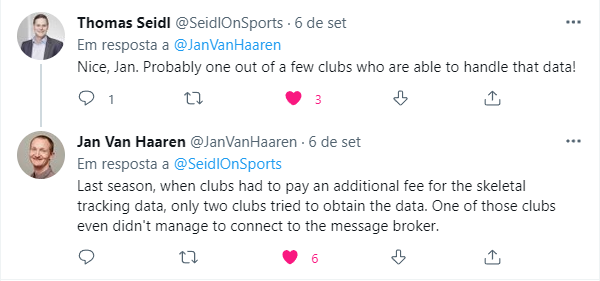 Thomas Seidl @SeidlOnSports · 6 de set
Em resposta a @JanVanHaaren
Nice, Jan. Probably one out of a few clubs who are able to handle that data!
1 3
Jan Van Haaren @JanVanHaaren · 6 de set
Em resposta a @SeidlOnSports
Last season, when clubs had to pay an additional fee for the skeletal
tracking data, only two clubs tried to obtain the data. One of those clubs
even didn't manage to connect to the message broker.
6